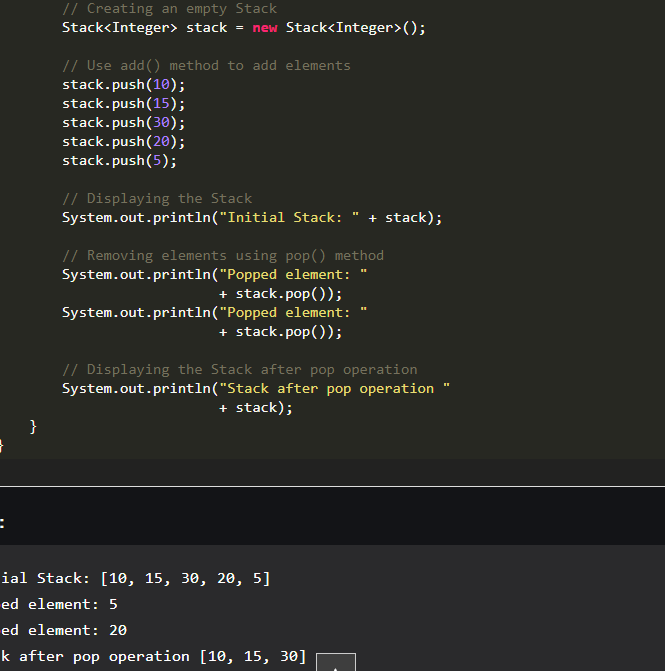 // Creating an empty Stack
Stack<Integer> stack = new Stack<Integer>();
// Use add() method to add elements
stack.push(10);
stack.push(15);
stack.push(30);
stack.push(20);
stack.push(5);
// Displaying the Stack
System.out.println("Initial Stack: " + stack);
// Removing elements using pop() method
System.out.println("Popped element: "
+ stack.pop());
System.out.println("Popped element: "
+ stack.pop());
// Displaying the Stack after pop operation
System.out.println("Stack after pop operation "
+ stack);
}
}
:
ial Stack: [10, 15, 30, 20, 5]
ed element: 5
ed element: 20
k after pop operation [10, 15, 30]